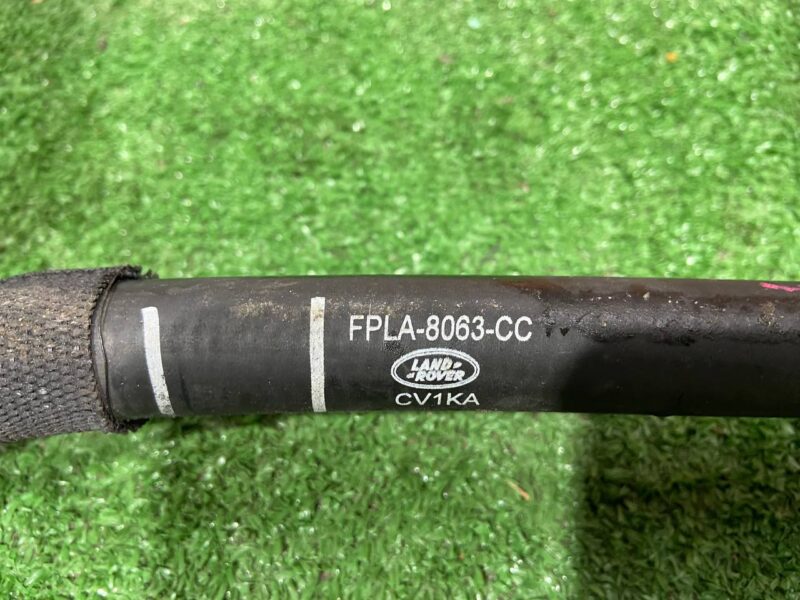 FPLA-8063-CC
LAND-
-ROVER
CV1KA